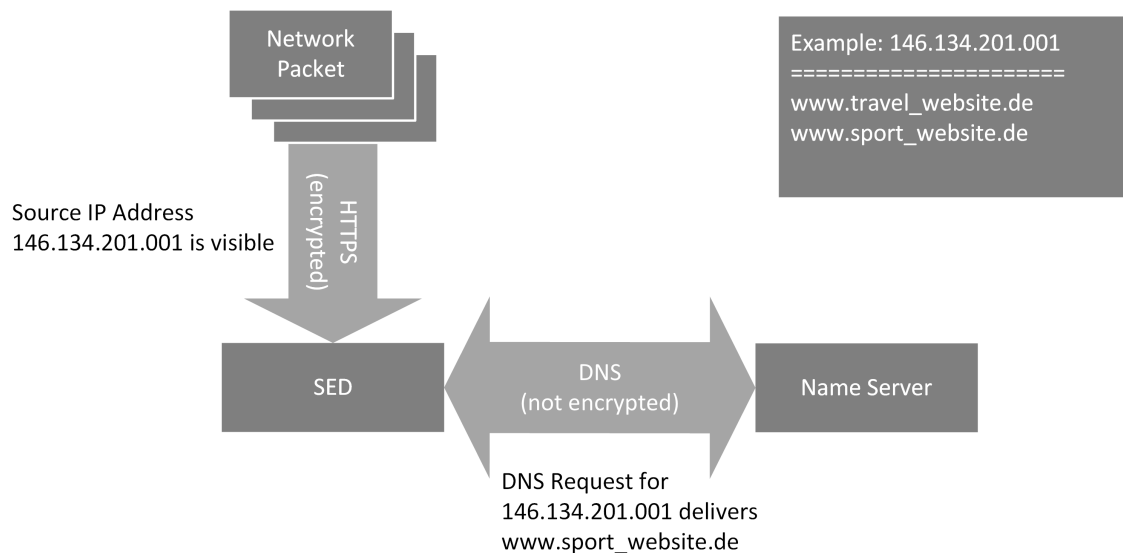 Network
Packet
Example: 146.134.201.001
======================
www.travel_website.de
www.sport_website.de
HTTPS
(encrypted)
Source IP Address
146.134.201.001 is visible
SED
DNS
(not encrypted)
Name Server
DNS Request for
146.134.201.001 delivers
www.sport_website.de